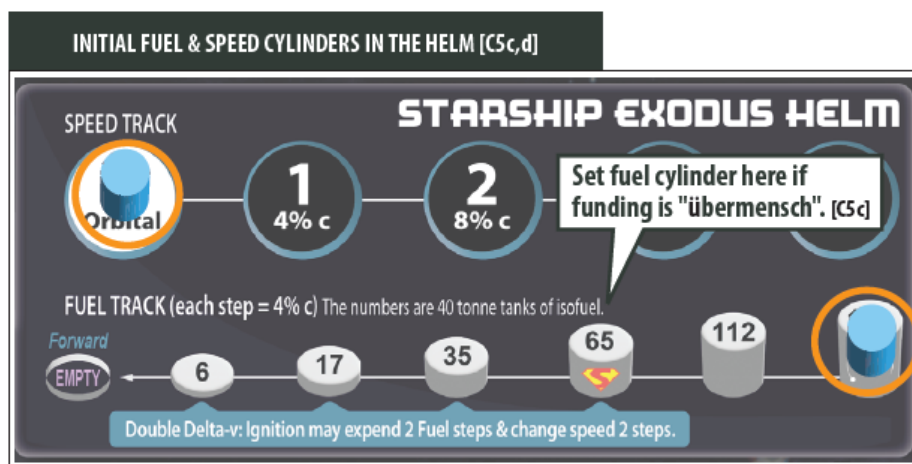 INITIAL FUEL & SPEED CYLINDERS IN THE HELM [C5c,d]
STARSHIP EXODUS HELM
SPEED TRACK
Orbital
1
4% c
2
8% c
Set fuel cylinder here if
funding is "übermensch". [C5c]
FUEL TRACK (each step = 4% c) The numbers are 40 tonne tanks of isofuel.
Forward
EMPTY
6
17
35
65
112
Double Delta-v: Ignition may expend 2 Fuel steps & change speed 2 steps.